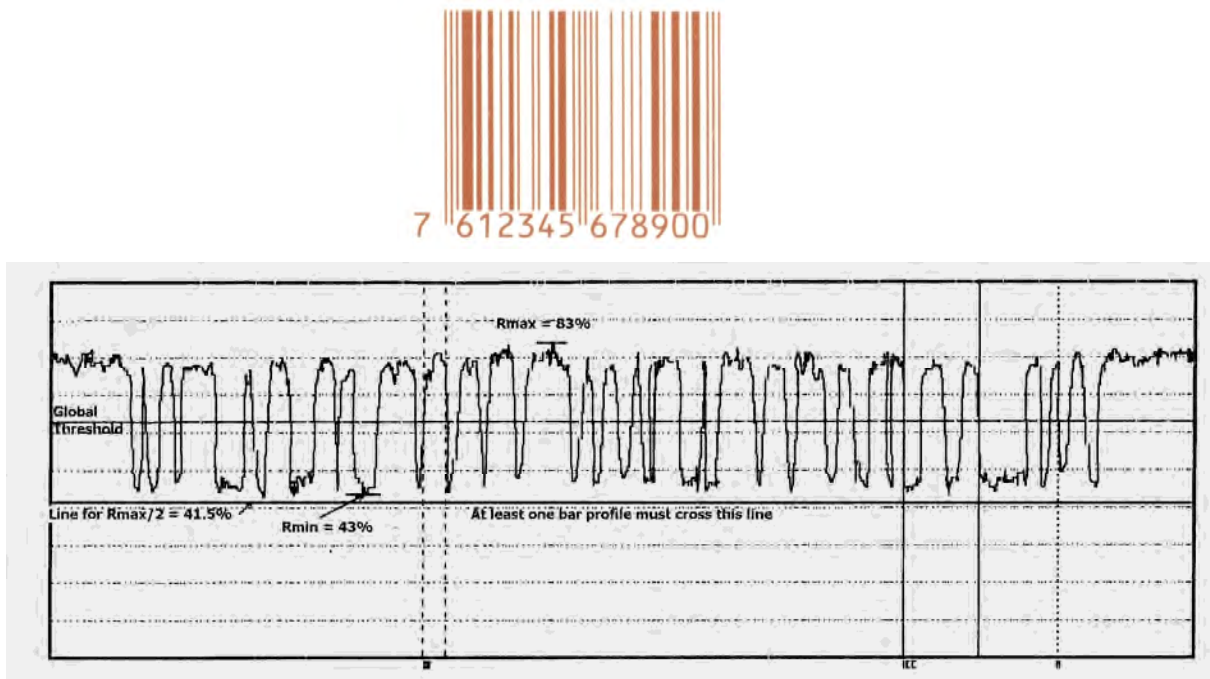 7 612345 678900
Rmax = 83%
Global
Threshold
Line for Rmax/2 = 41.5%
At least one bar profile must cross this line
Rmin = 43%